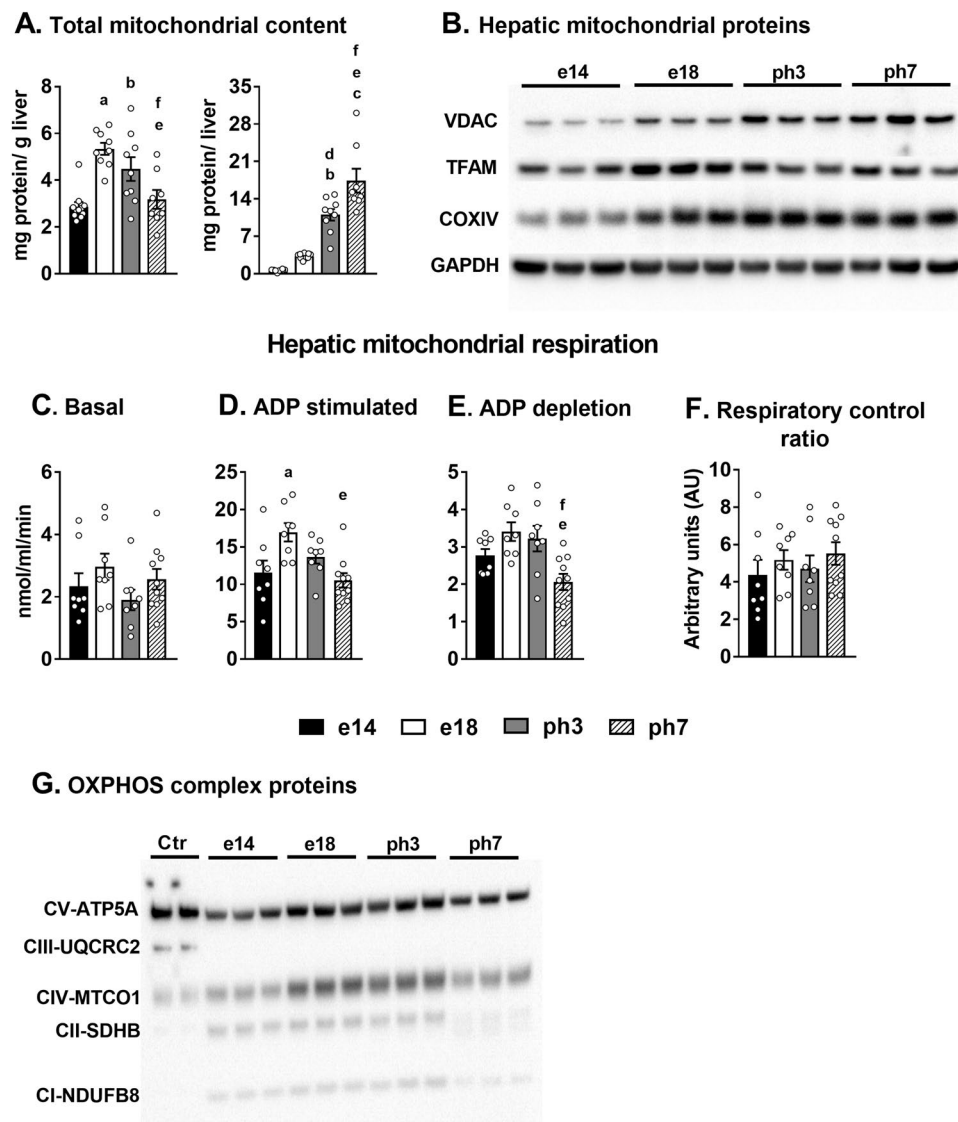 A. Total mitochondrial content
mg protein/ g liver
8
6
4
2
0
a
b
f
e
mg protein/ liver
35
28
21
14
7
0
d
b
f
e
c
B. Hepatic mitochondrial proteins
e14 e18 ph3 ph7
VDAC
TFAM
COXIV
GAPDH
Hepatic mitochondrial respiration
C. Basal
nmol/ml/min
6
4
2
0
D. ADP stimulated
25
20
15
10
5
0
a
e
E. ADP depletion
5
4
3
2
1
0
f
e
F. Respiratory control
ratio
Arbitrary units (AU)
10
8
6
4
2
0
e14 e18 ph3 ph7
G. OXPHOS complex proteins
Ctr e14 e18 ph3 ph7
CV-ATP5A
CIII-UQCRC2
CIV-MTCO1
CII-SDHB
CI-NDUFB8